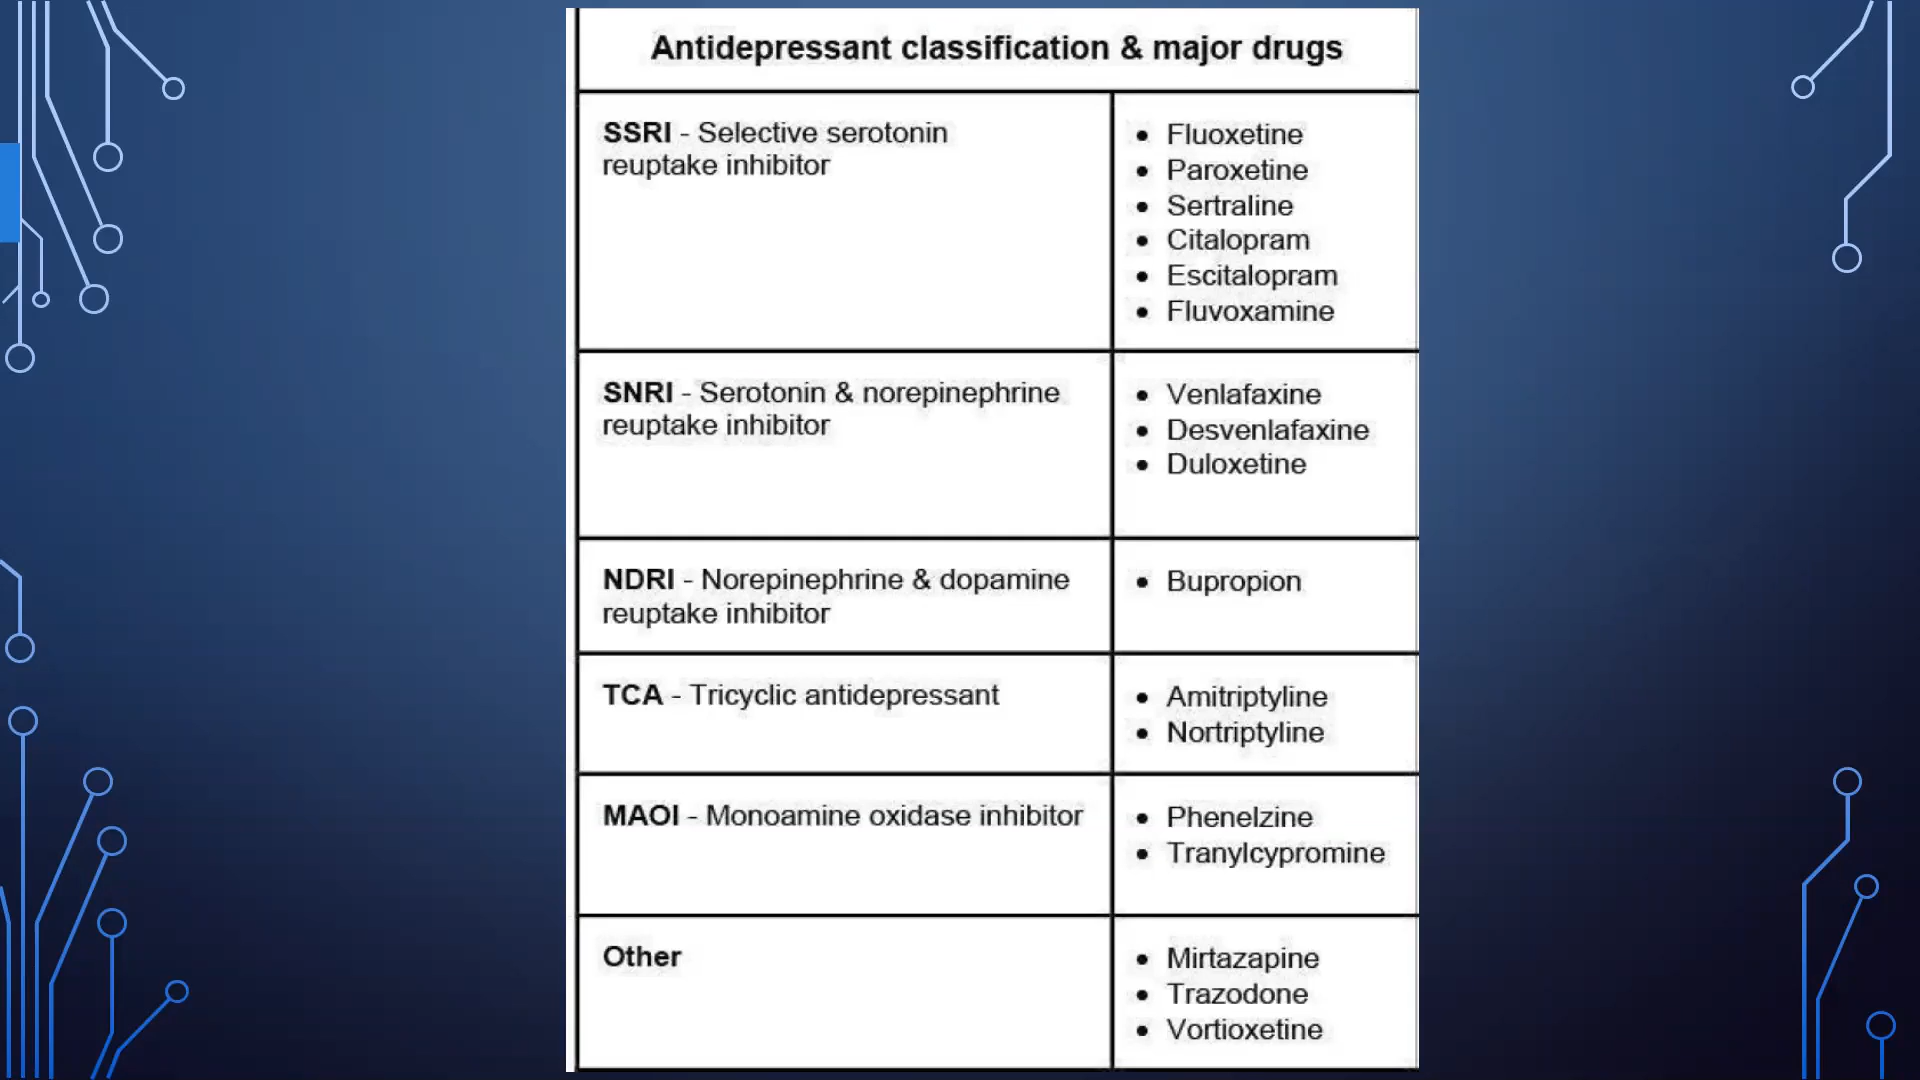 Antidepressant classification & major drugs
SSRI - Selective serotonin
reuptake inhibitor
• Fluoxetine
• Paroxetine
• Sertraline
• Citalopram
• Escitalopram
• Fluvoxamine
SNRI - Serotonin & norepinephrine
reuptake inhibitor
• Venlafaxine
• Desvenlafaxine
• Duloxetine
NDRI - Norepinephrine & dopamine
reuptake inhibitor
• Bupropion
TCA - Tricyclic antidepressant
• Amitriptyline
• Nortriptyline
MAOI - Monoamine oxidase inhibitor
• Phenelzine
• Tranylcypromine
Other
• Mirtazapine
• Trazodone
• Vortioxetine